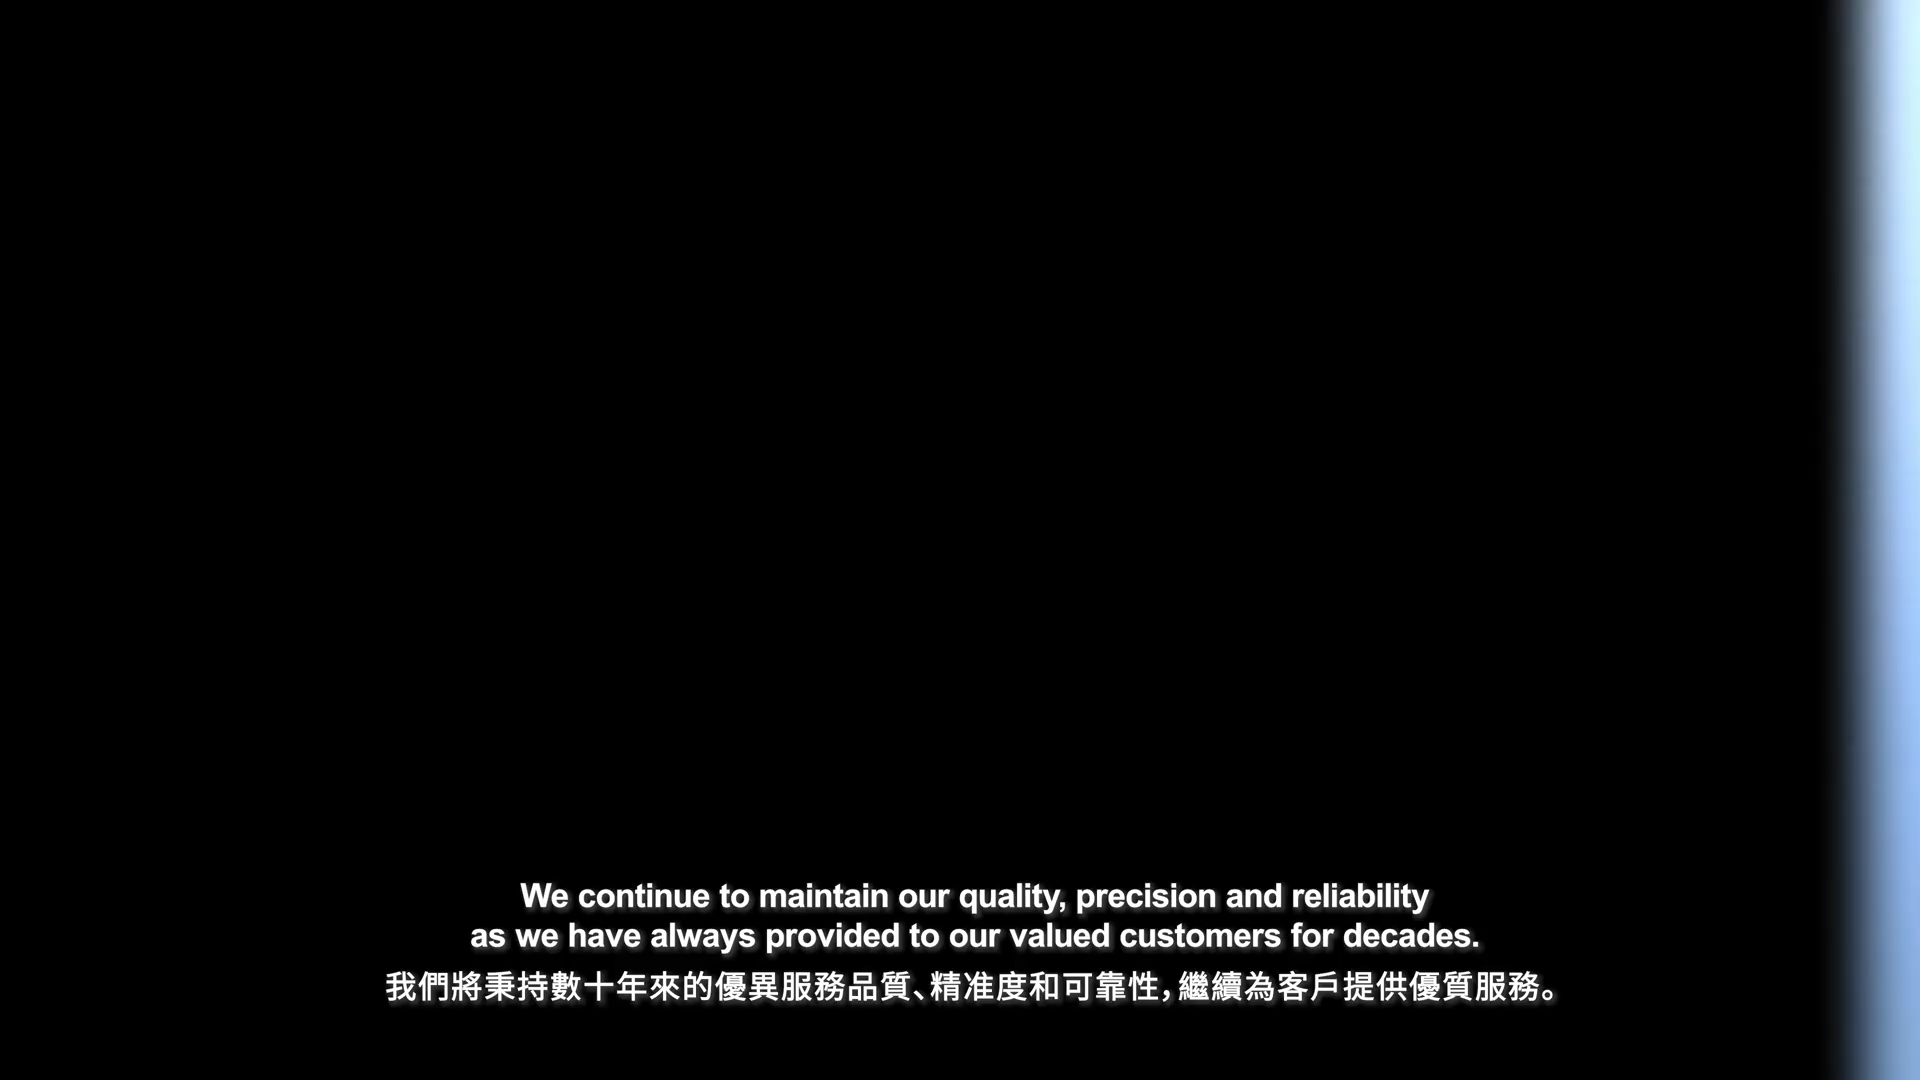 We continue to maintain our quality, precision and reliability
as we have always provided to our valued customers for decades.
我們將秉持數十年來的優異服務品質、精准度和可靠性，繼續為客戶提供優質服務。